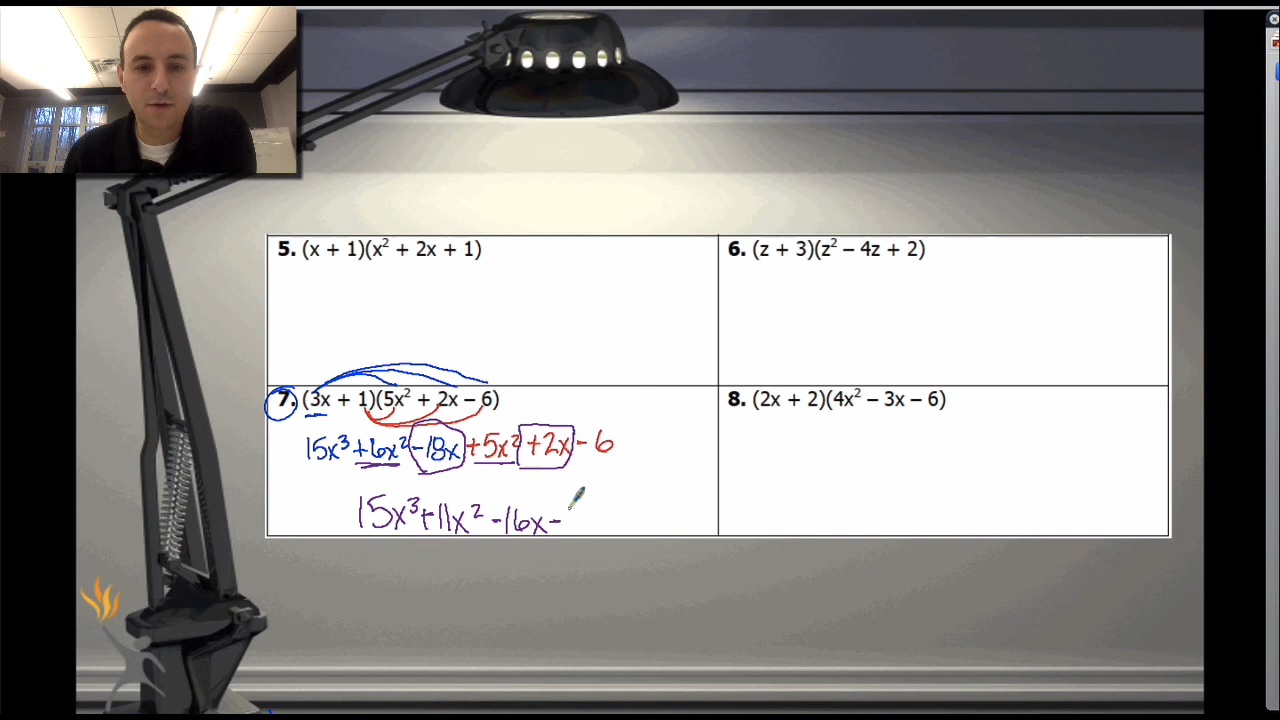 5. (x + 1)(x² + 2x + 1)
6. (z + 3)(z² − 4z + 2)
7. (3x + 1)(5x² + 2x − 6)
15x³ + 6x² − 18x + 5x² + 2x − 6
15x³ + 11x² − 16x −
8. (2x + 2)(4x² − 3x − 6)